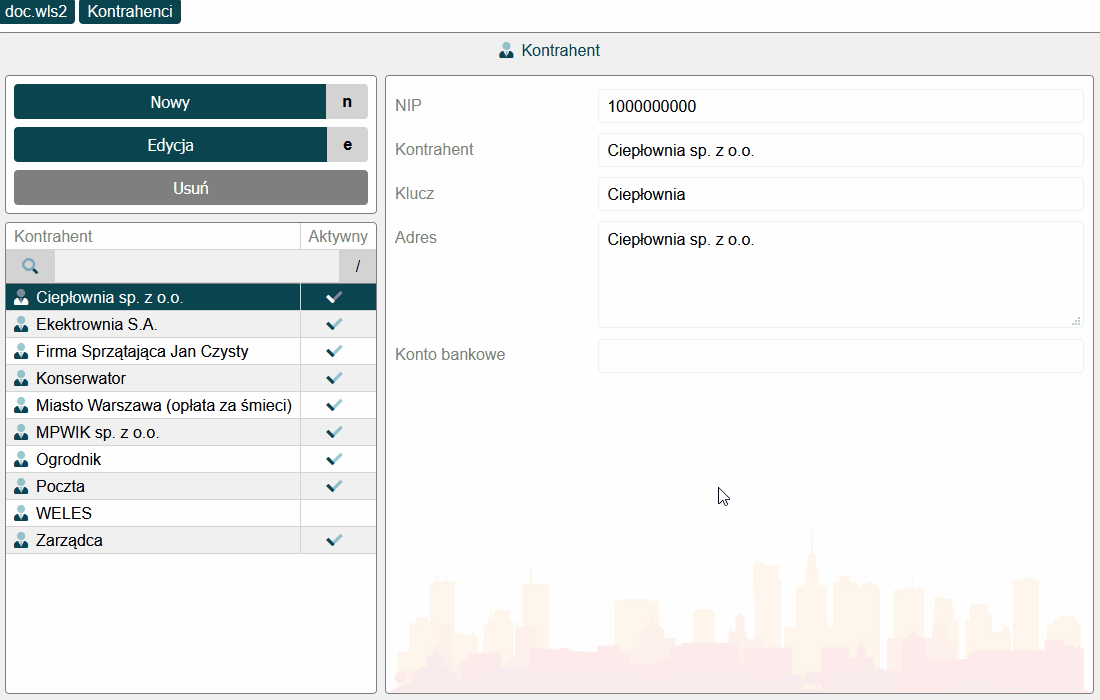 doc.wls2 Kontrahenci
Kontrahent
Nowy n
Edycja e
Usuń
Kontrahent Aktywny
/
Ciepłownia sp. z o.o.
Ekektrownia S.A.
Firma Sprzątająca Jan Czysty
Konserwator
Miasto Warszawa (opłata za śmieci)
MPWIK sp. z o.o.
Ogrodnik
Poczta
WELES
Zarządca
NIP 1000000000
Kontrahent Ciepłownia sp. z o.o.
Klucz Ciepłownia
Adres Ciepłownia sp. z o.o.
Konto bankowe